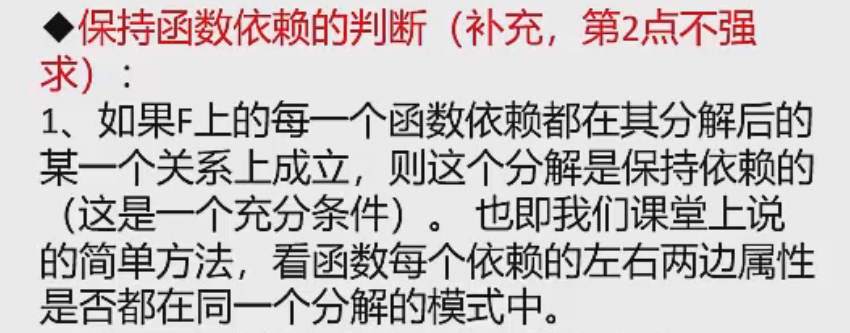 ◆保持函数依赖的判断（补充，第2点不强
求）：
1、如果F上的每一个函数依赖都在其分解后的
某一个关系上成立，则这个分解是保持依赖的
（这是一个充分条件）。也即我们课堂上说
的简单方法，看函数每个依赖的左右两边属性
是否都在同一个分解的模式中。